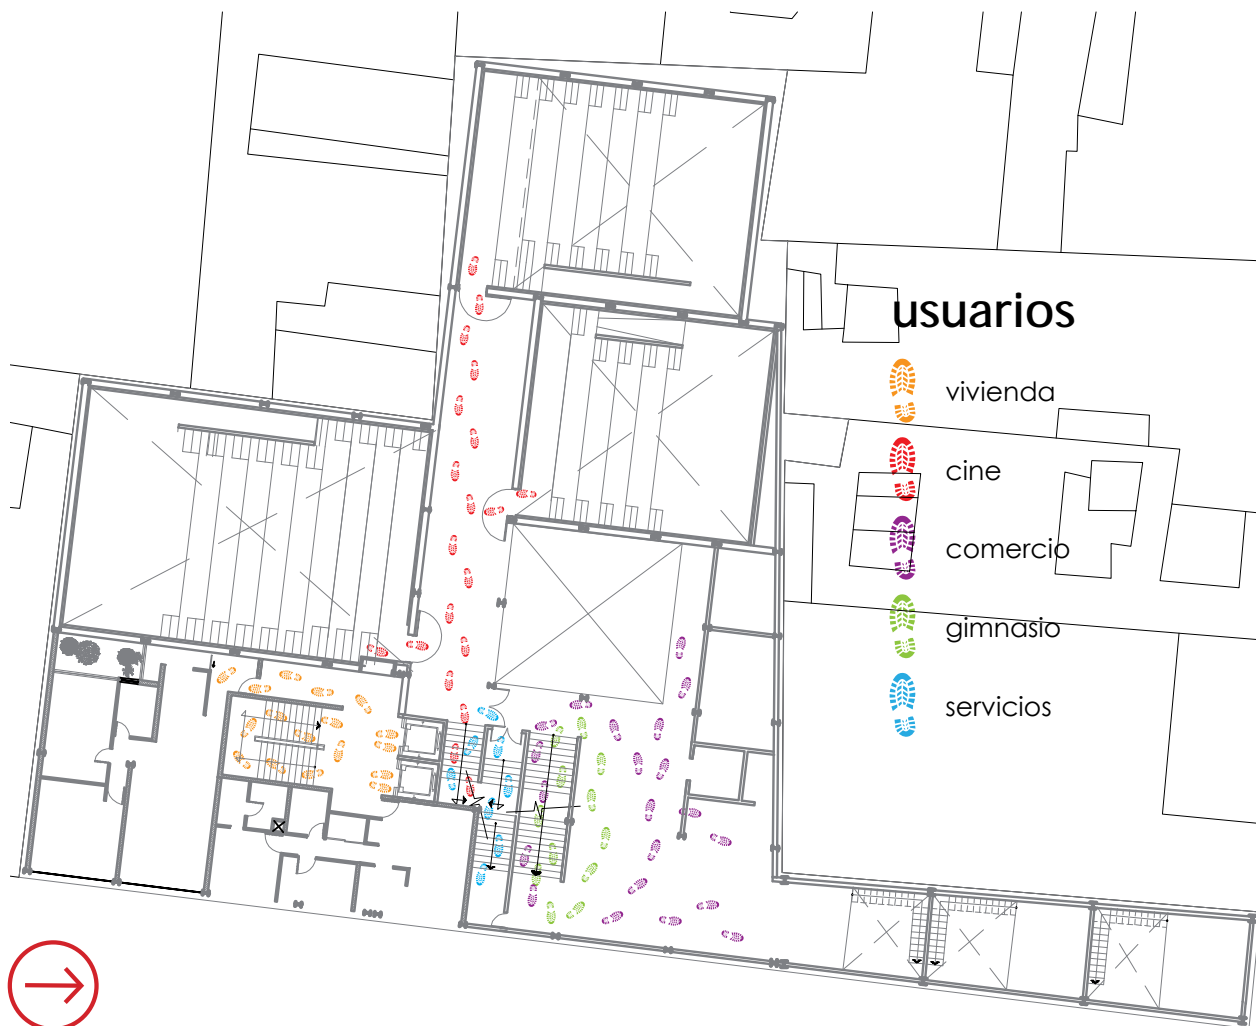 usuarios
vivienda
cine
comercio
gimnasio
servicios